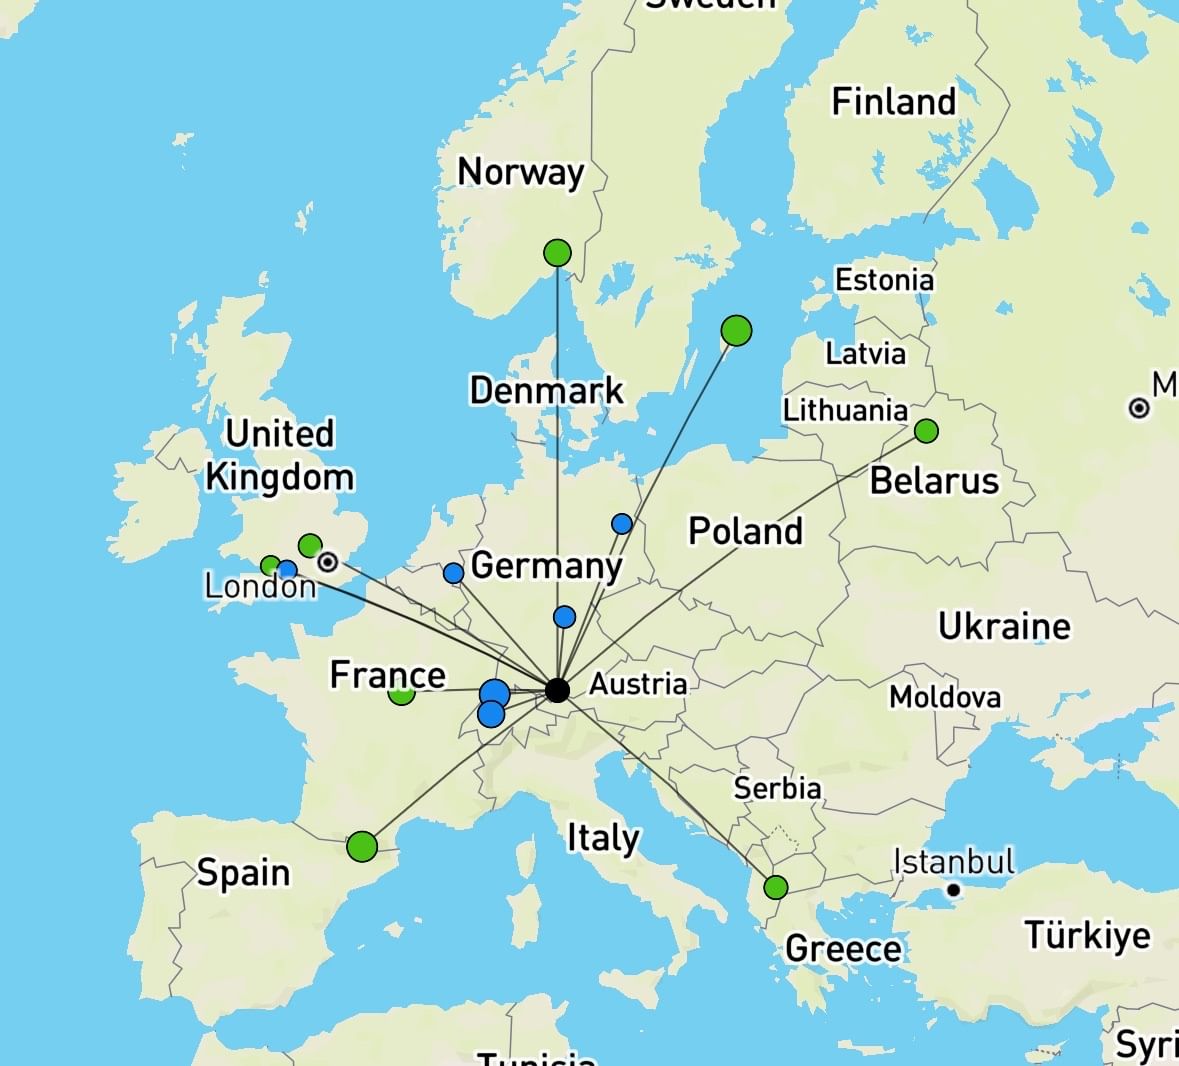 Sweden
Finland
Norway
Estonia
Latvia
Denmark
M
Lithuania
United
Kingdom
Belarus
Poland
Germany
London
Ukraine
France
Austria
Moldova
Serbia
Italy
Istanbul
Spain
Türkiye
Greece
Syri
Tunisia